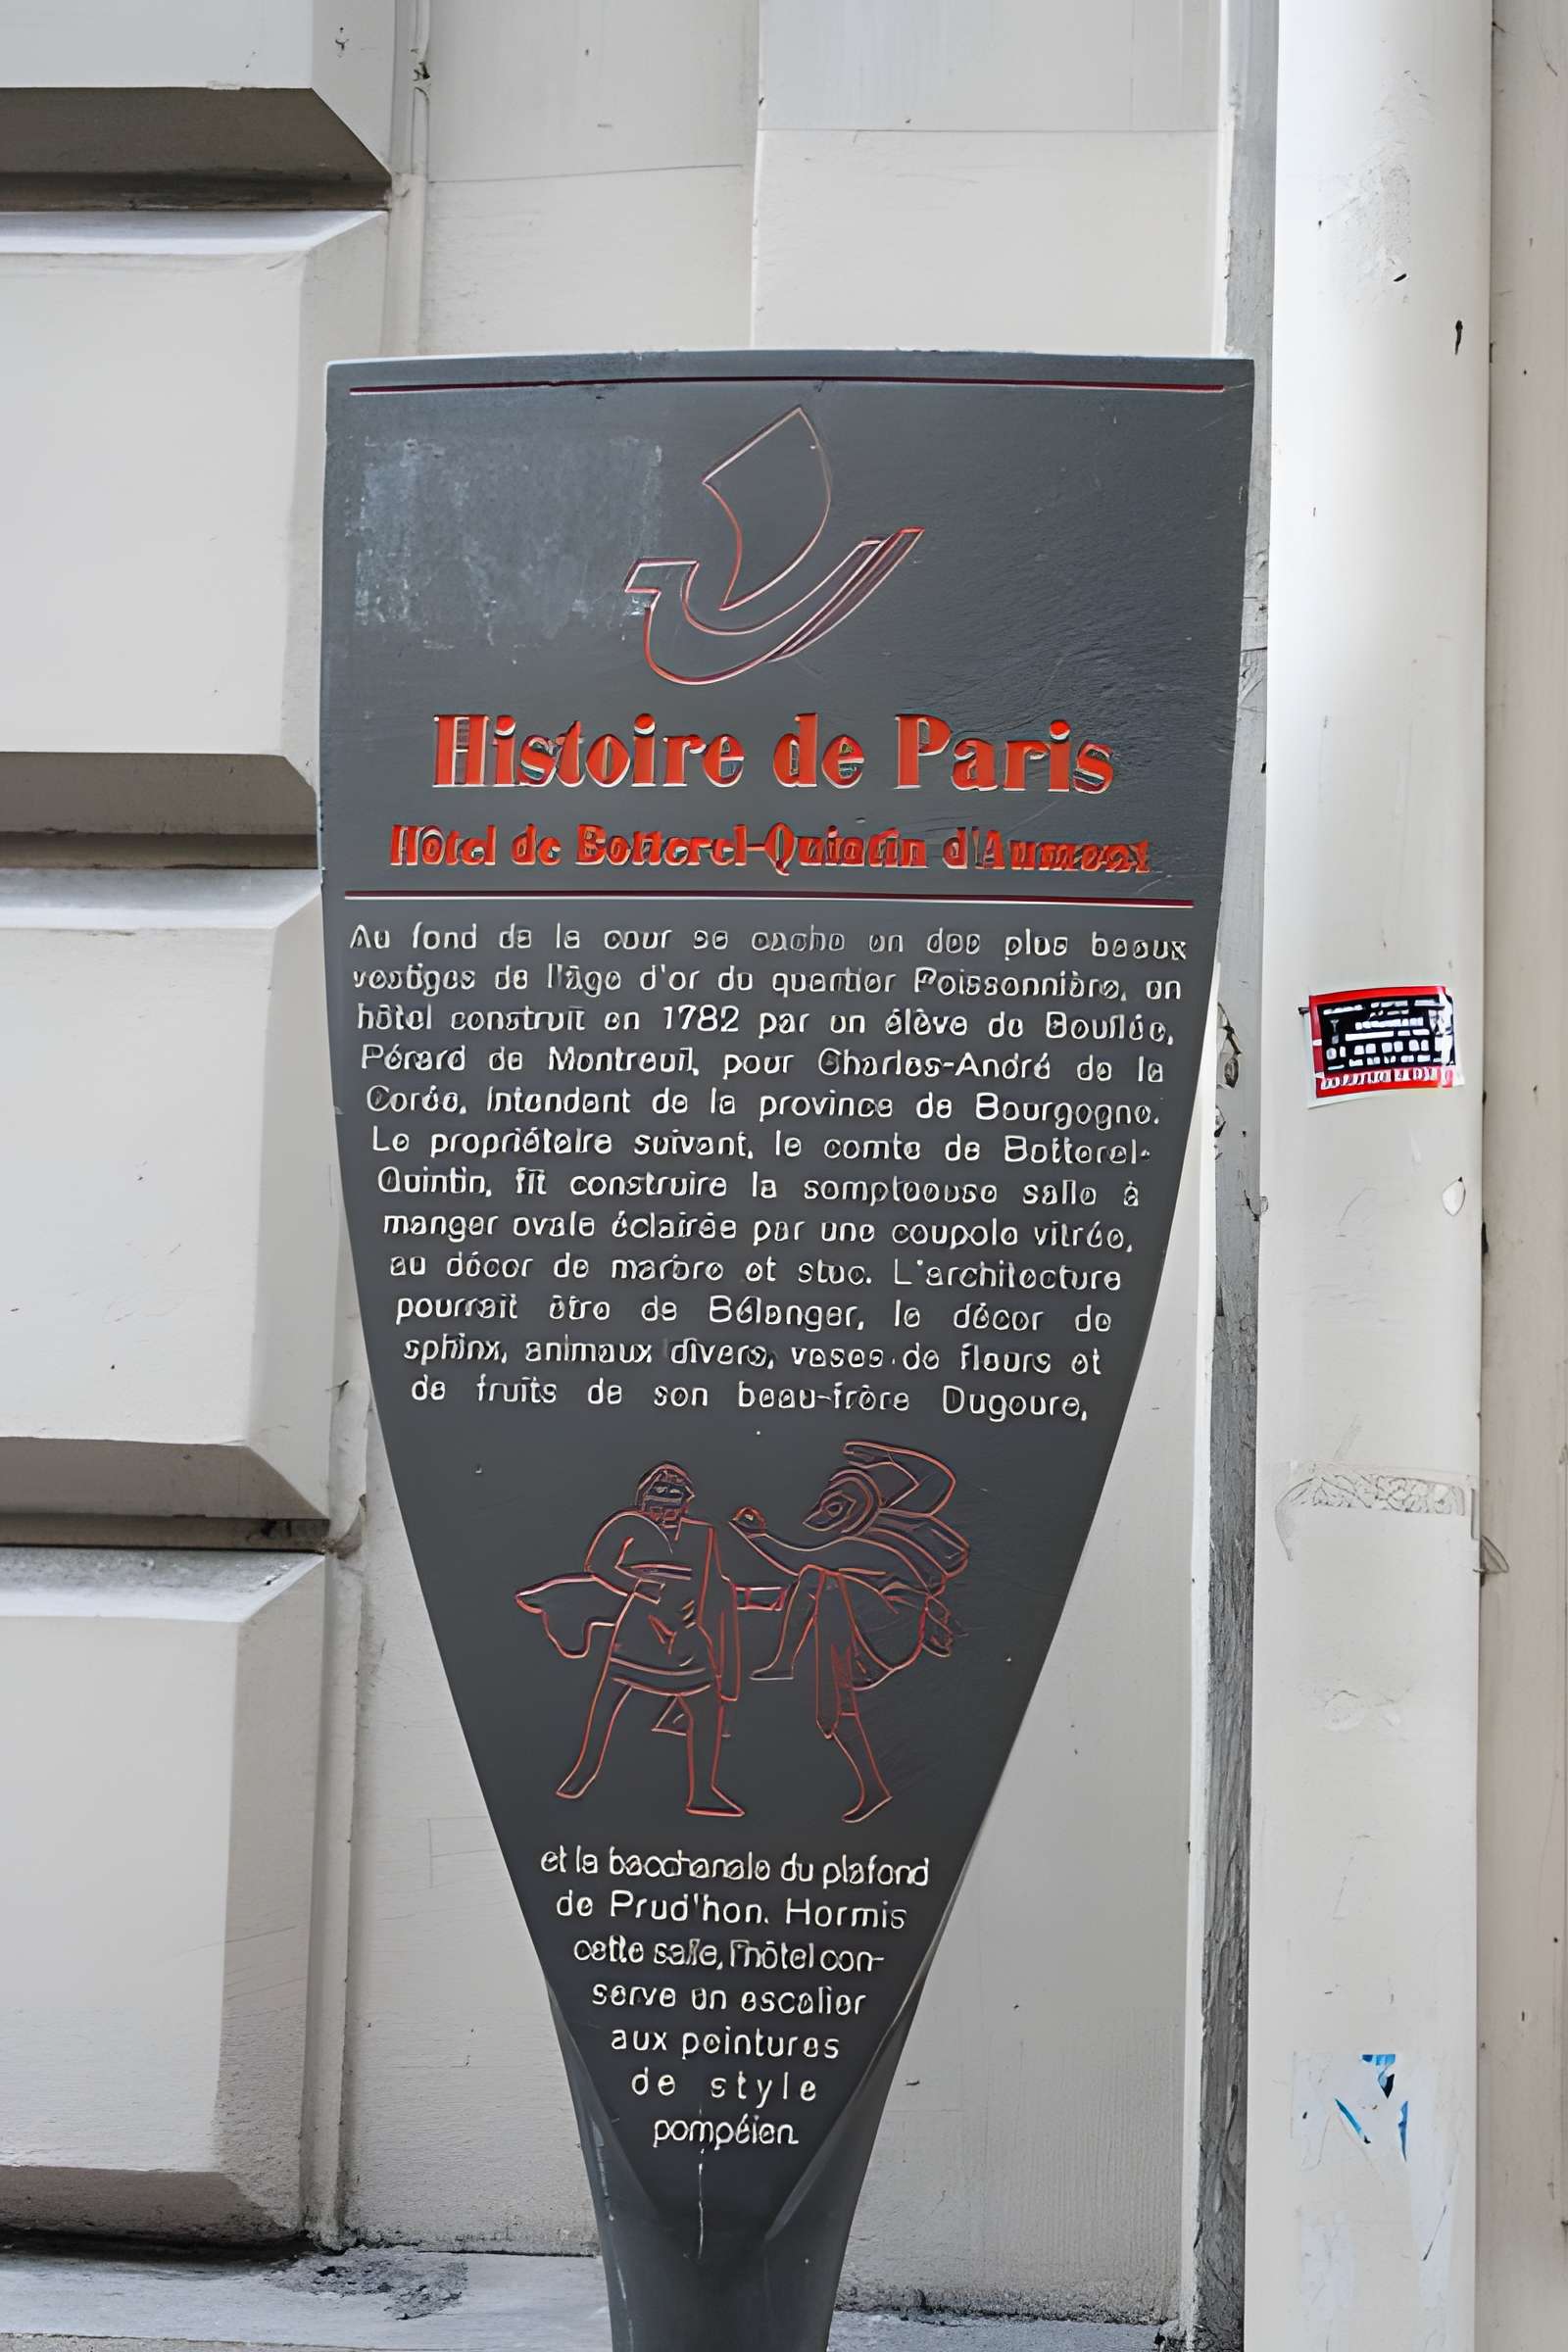 Histoire de Paris
Hôtel de Botterel-Quintin d'Aumont
Au fond de la cour se cache un des plus beaux
vestiges de l'âge d'or du quartier Poissonnière, un
hôtel construit en 1782 par un élève de Boullée,
Pérard de Montreuil, pour Charles-André de la
Corée, Intendant de la province de Bourgogne.
Le propriétaire suivant, le comte de Botterel-
Quintin, fit construire la somptueuse salle à
manger ovale éclairée par une coupole vitrée,
au décor de marbre et stuc. L'architecture
pourrait être de Bélanger, le décor de
sphinx, animaux divers, vases de fleurs et
de fruits de son beau-frère Dugoure,
et la bacchanale du plafond
de Prud'hon. Hormis
cette salle, l'hôtel con-
serve un escalier
aux peintures
de style
pompéien.